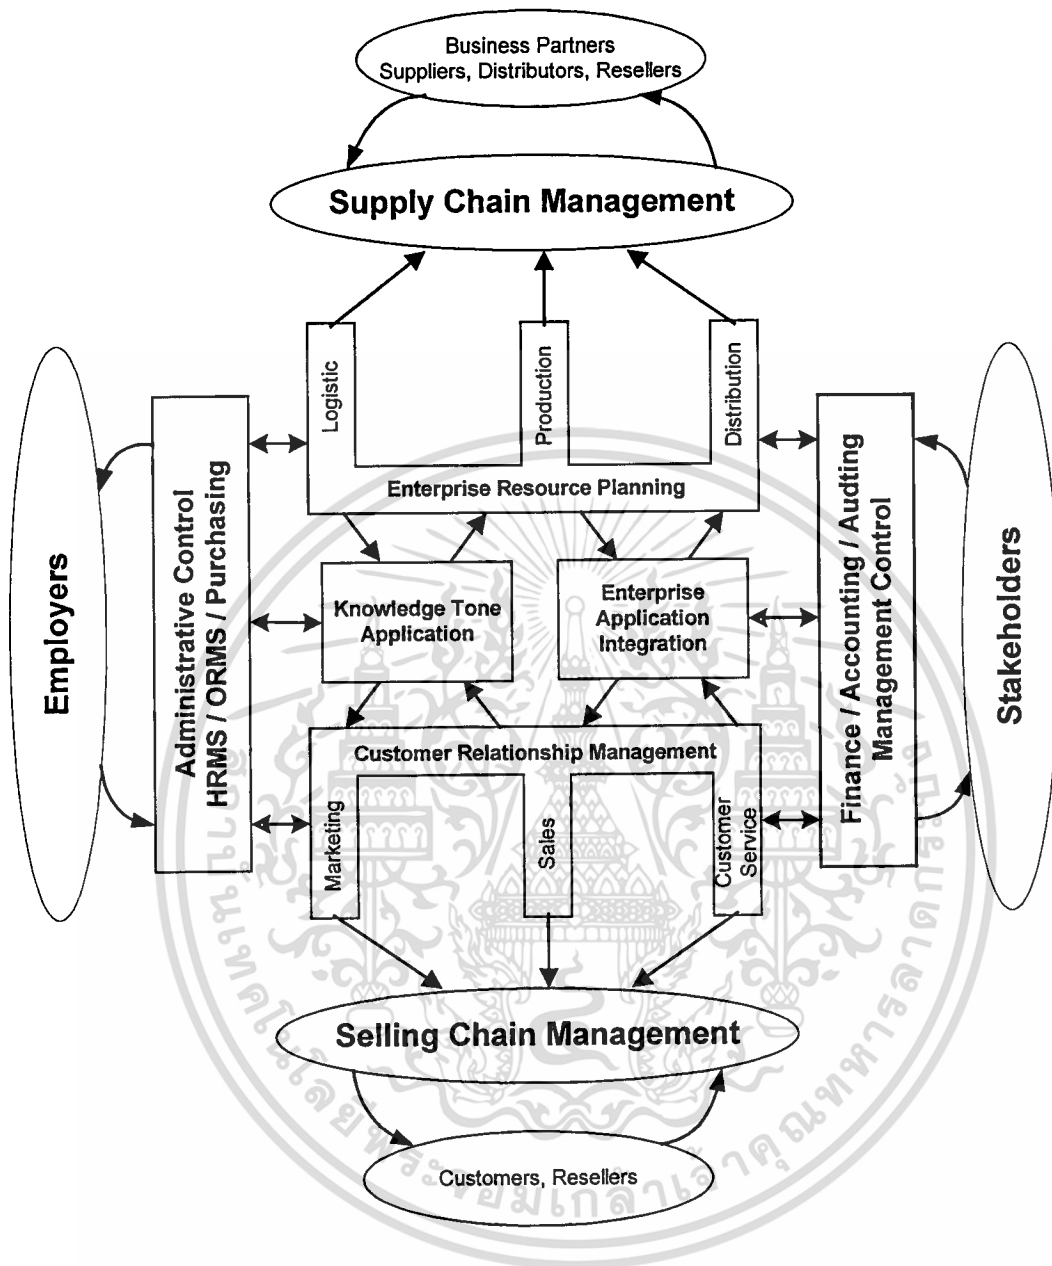 Business Partners
Suppliers, Distributors, Resellers
Supply Chain Management
Logistic
Production
Distribution
Enterprise Resource Planning
Employers
Administrative Control
HRMS / ORMS / Purchasing
Knowledge Tone
Application
Enterprise
Application
Integration
Finance / Accounting / Audting
Management Control
Stakeholders
Customer Relationship Management
Marketing
Sales
Customer
Service
Selling Chain Management
Customers, Resellers